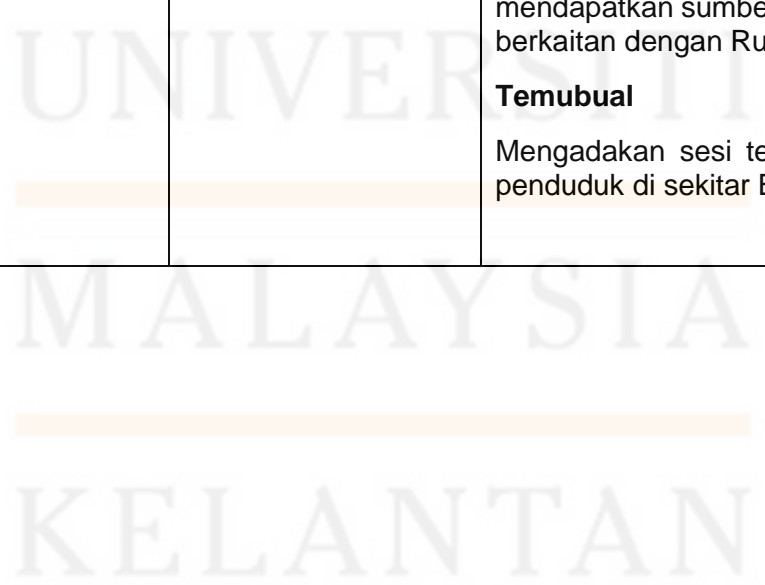 mendapatkan sumbe
berkaitan dengan Ru
Temubual
Mengadakan sesi te
penduduk di sekitar
UNIVERSITI
MALAYSIA
KELANTAN